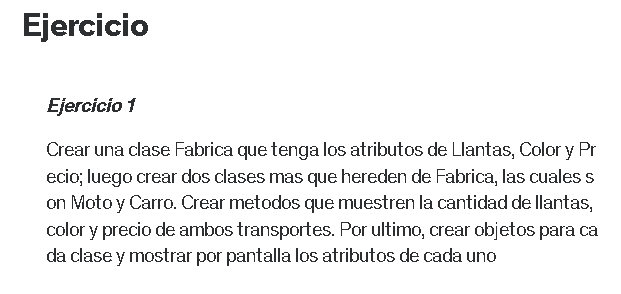 Ejercicio
Ejercicio 1
Crear una clase Fabrica que tenga los atributos de Llantas, Color y Pr
ecio; luego crear dos clases mas que hereden de Fabrica, las cuales s
on Moto y Carro. Crear metodos que muestren la cantidad de llantas,
color y precio de ambos transportes. Por ultimo, crear objetos para ca
da clase y mostrar por pantalla los atributos de cada uno